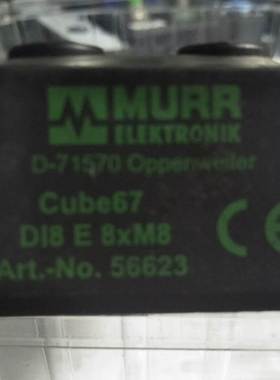 MURR
ELEKTRONIK
D-71570 Oppenweiler
Cube67
DI8 E 8xM8
Art.-No. 56623
CE